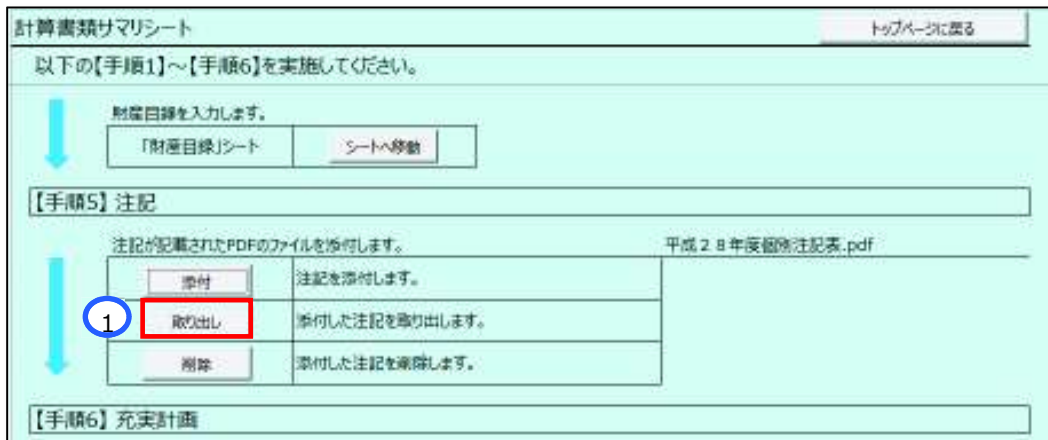 計算書類サマリシート
トップページに戻る
以下の【手順1】～【手順6】を実施してください。
財産目録を入力します。
「財産目録」シート
シートへ移動
【手順5】注記
注記が記載されたPDFのファイルを添付します。
平成２８年度個別注記表.pdf
添付
注記を添付します。
1
取り出し
添付した注記を取り出します。
削除
添付した注記を削除します。
【手順6】充実計画